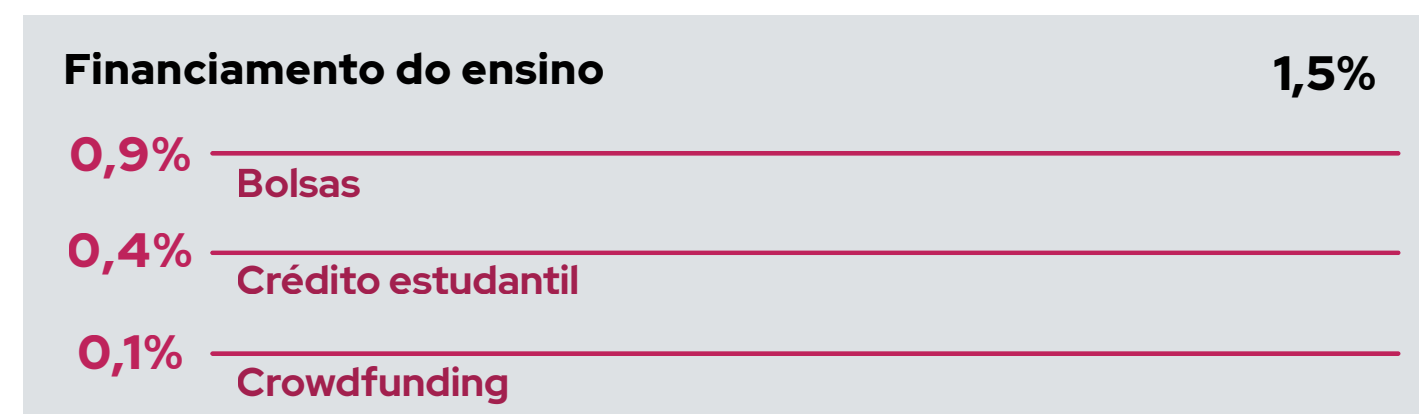 Financiamento do ensino 1,5%
0,9%
Bolsas
0,4%
Crédito estudantil
0,1%
Crowdfunding